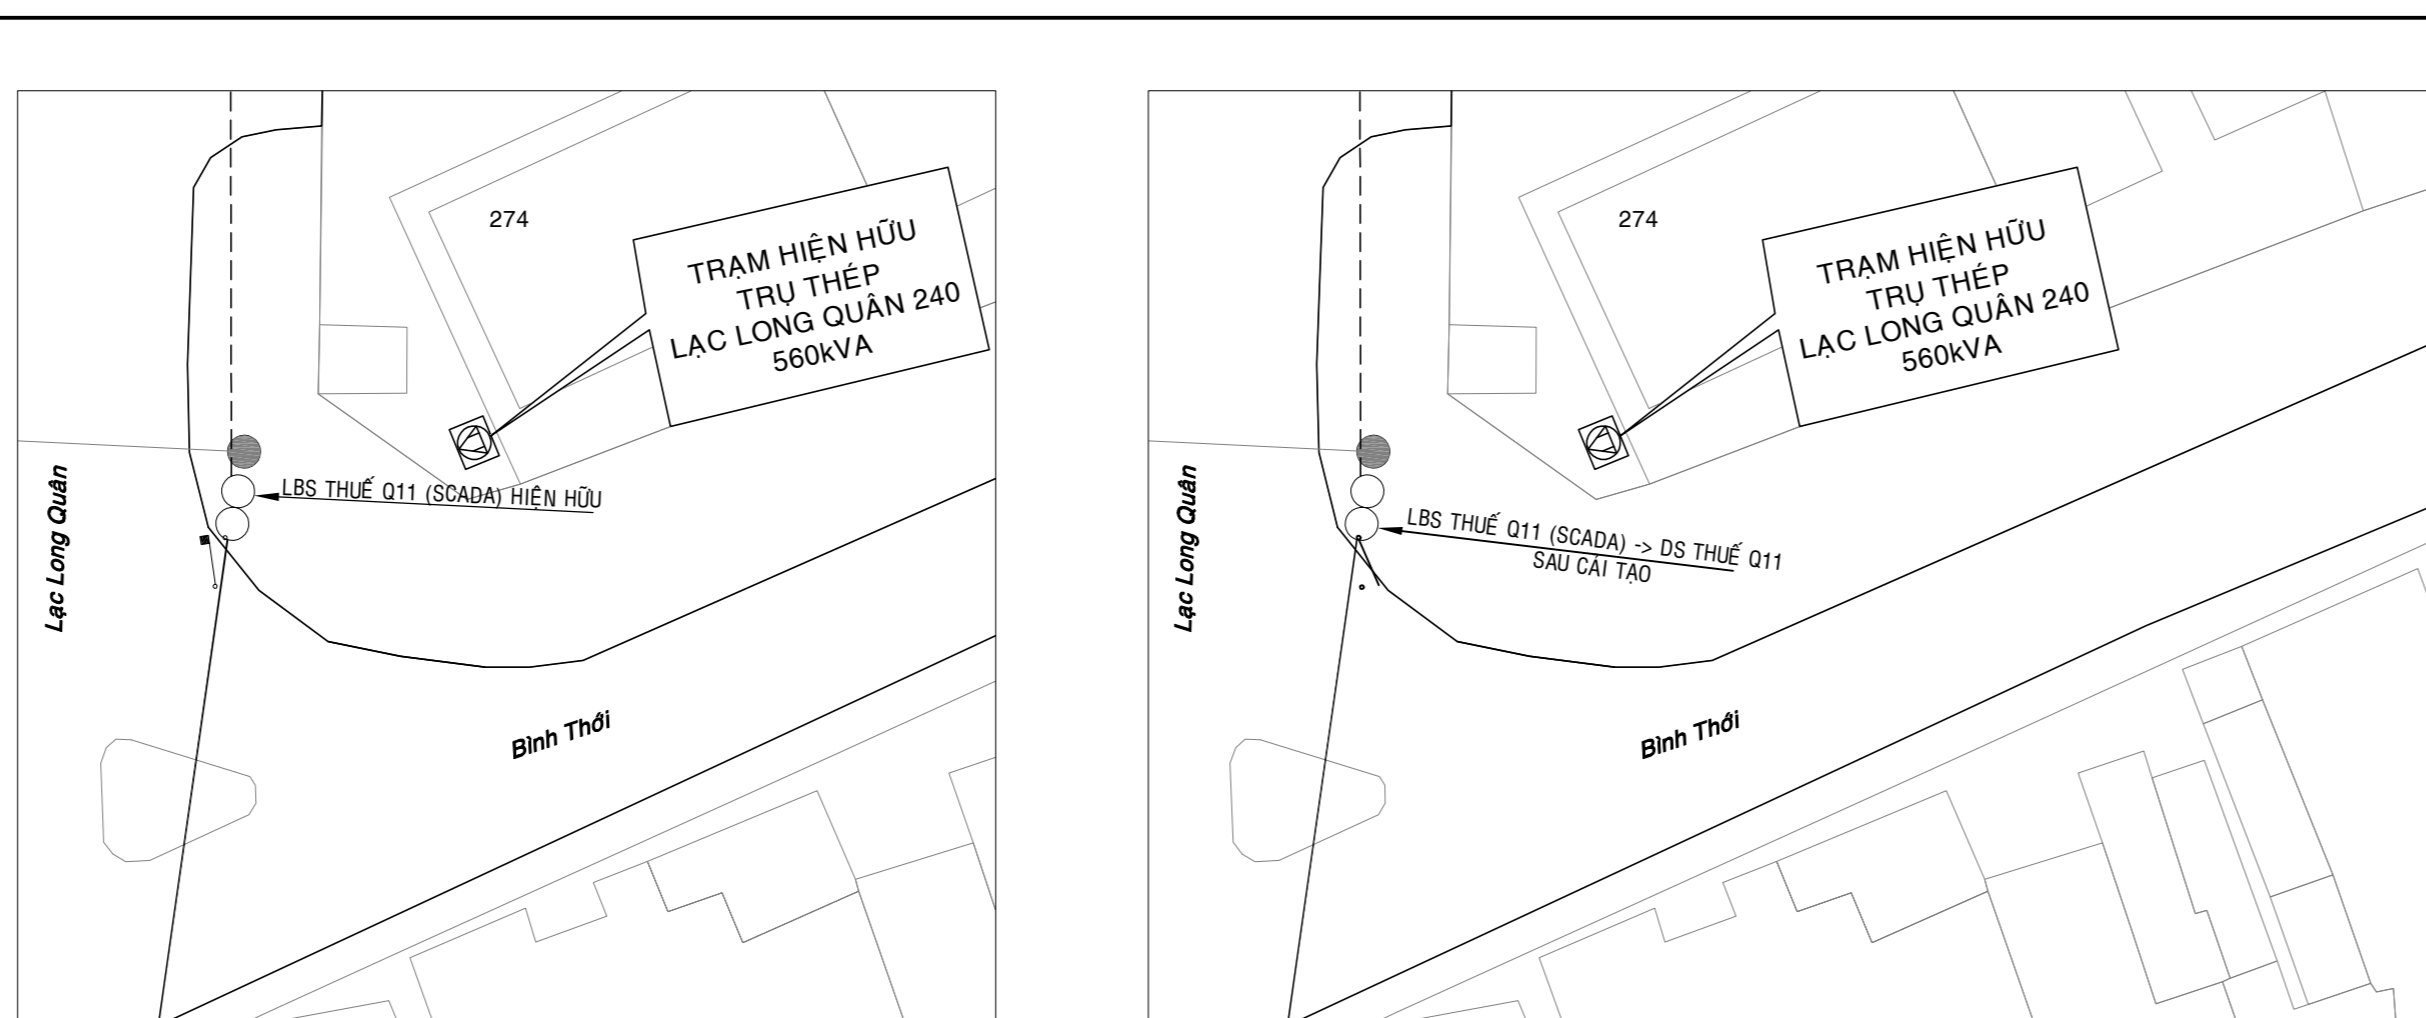 274
TRẠM HIỆN HỮU
TRỤ THÉP
LẠC LONG QUÂN 240
560kVA
LBS THUẾ Q11 (SCADA) HIỆN HỮU
Lạc Long Quân
Bình Thới
274
TRẠM HIỆN HỮU
TRỤ THÉP
LẠC LONG QUÂN 240
560kVA
LBS THUẾ Q11 (SCADA) -> DS THUẾ Q11
SAU CẢI TẠO
Lạc Long Quân
Bình Thới